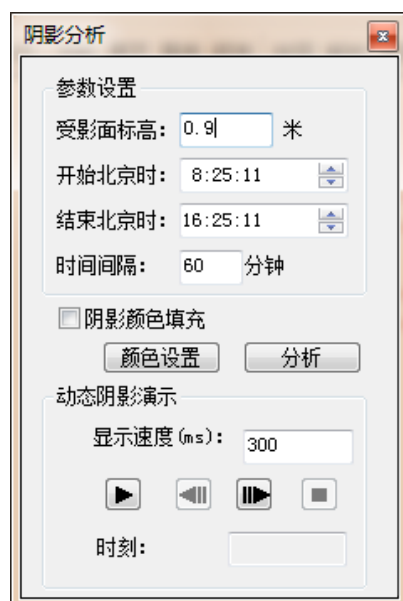 阴影分析
参数设置
受影面标高: 0.9 米
开始北京时: 8:25:11
结束北京时: 16:25:11
时间间隔: 60 分钟
阴影颜色填充
颜色设置 分析
动态阴影演示
显示速度(ms): 300
时刻: